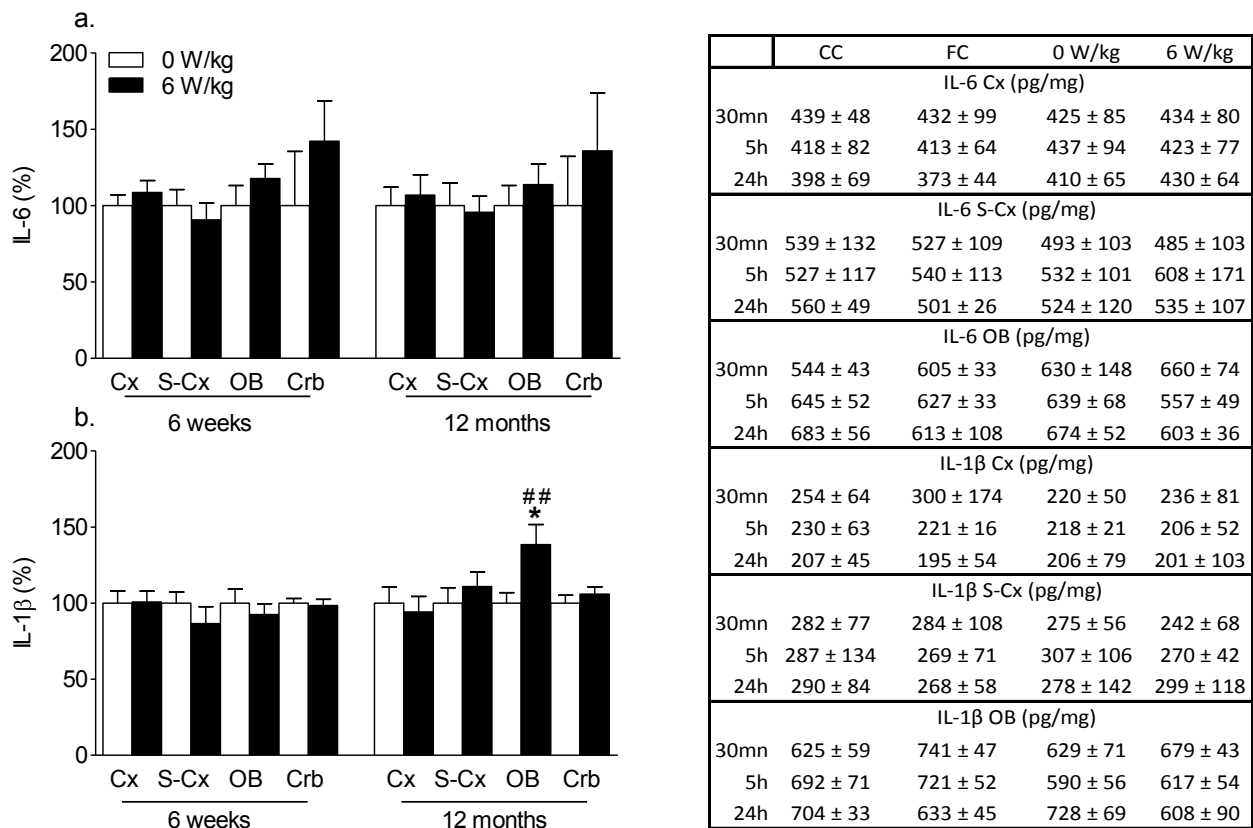 a.
200
150
100
50
0
IL-6 (%)
0 W/kg
6 W/kg
Cx S-Cx OB Crb Cx S-Cx OB Crb
6 weeks 12 months
b.
200
150
100
50
0
IL-1β (%)
##
*
Cx S-Cx OB Crb Cx S-Cx OB Crb
6 weeks 12 months
CC FC 0 W/kg 6 W/kg
IL-6 Cx (pg/mg)
30mn 439 ± 48 432 ± 99 425 ± 85 434 ± 80
5h 418 ± 82 413 ± 64 437 ± 94 423 ± 77
24h 398 ± 69 373 ± 44 410 ± 65 430 ± 64
IL-6 S-Cx (pg/mg)
30mn 539 ± 132 527 ± 109 493 ± 103 485 ± 103
5h 527 ± 117 540 ± 113 532 ± 101 608 ± 171
24h 560 ± 49 501 ± 26 524 ± 120 535 ± 107
IL-6 OB (pg/mg)
30mn 544 ± 43 605 ± 33 630 ± 148 660 ± 74
5h 645 ± 52 627 ± 33 639 ± 68 557 ± 49
24h 683 ± 56 613 ± 108 674 ± 52 603 ± 36
IL-1β Cx (pg/mg)
30mn 254 ± 64 300 ± 174 220 ± 50 236 ± 81
5h 230 ± 63 221 ± 16 218 ± 21 206 ± 52
24h 207 ± 45 195 ± 54 206 ± 79 201 ± 103
IL-1β S-Cx (pg/mg)
30mn 282 ± 77 284 ± 108 275 ± 56 242 ± 68
5h 287 ± 134 269 ± 71 307 ± 106 270 ± 42
24h 290 ± 84 268 ± 58 278 ± 142 299 ± 118
IL-1β OB (pg/mg)
30mn 625 ± 59 741 ± 47 629 ± 71 679 ± 43
5h 692 ± 71 721 ± 52 590 ± 56 617 ± 54
24h 704 ± 33 633 ± 45 728 ± 69 608 ± 90